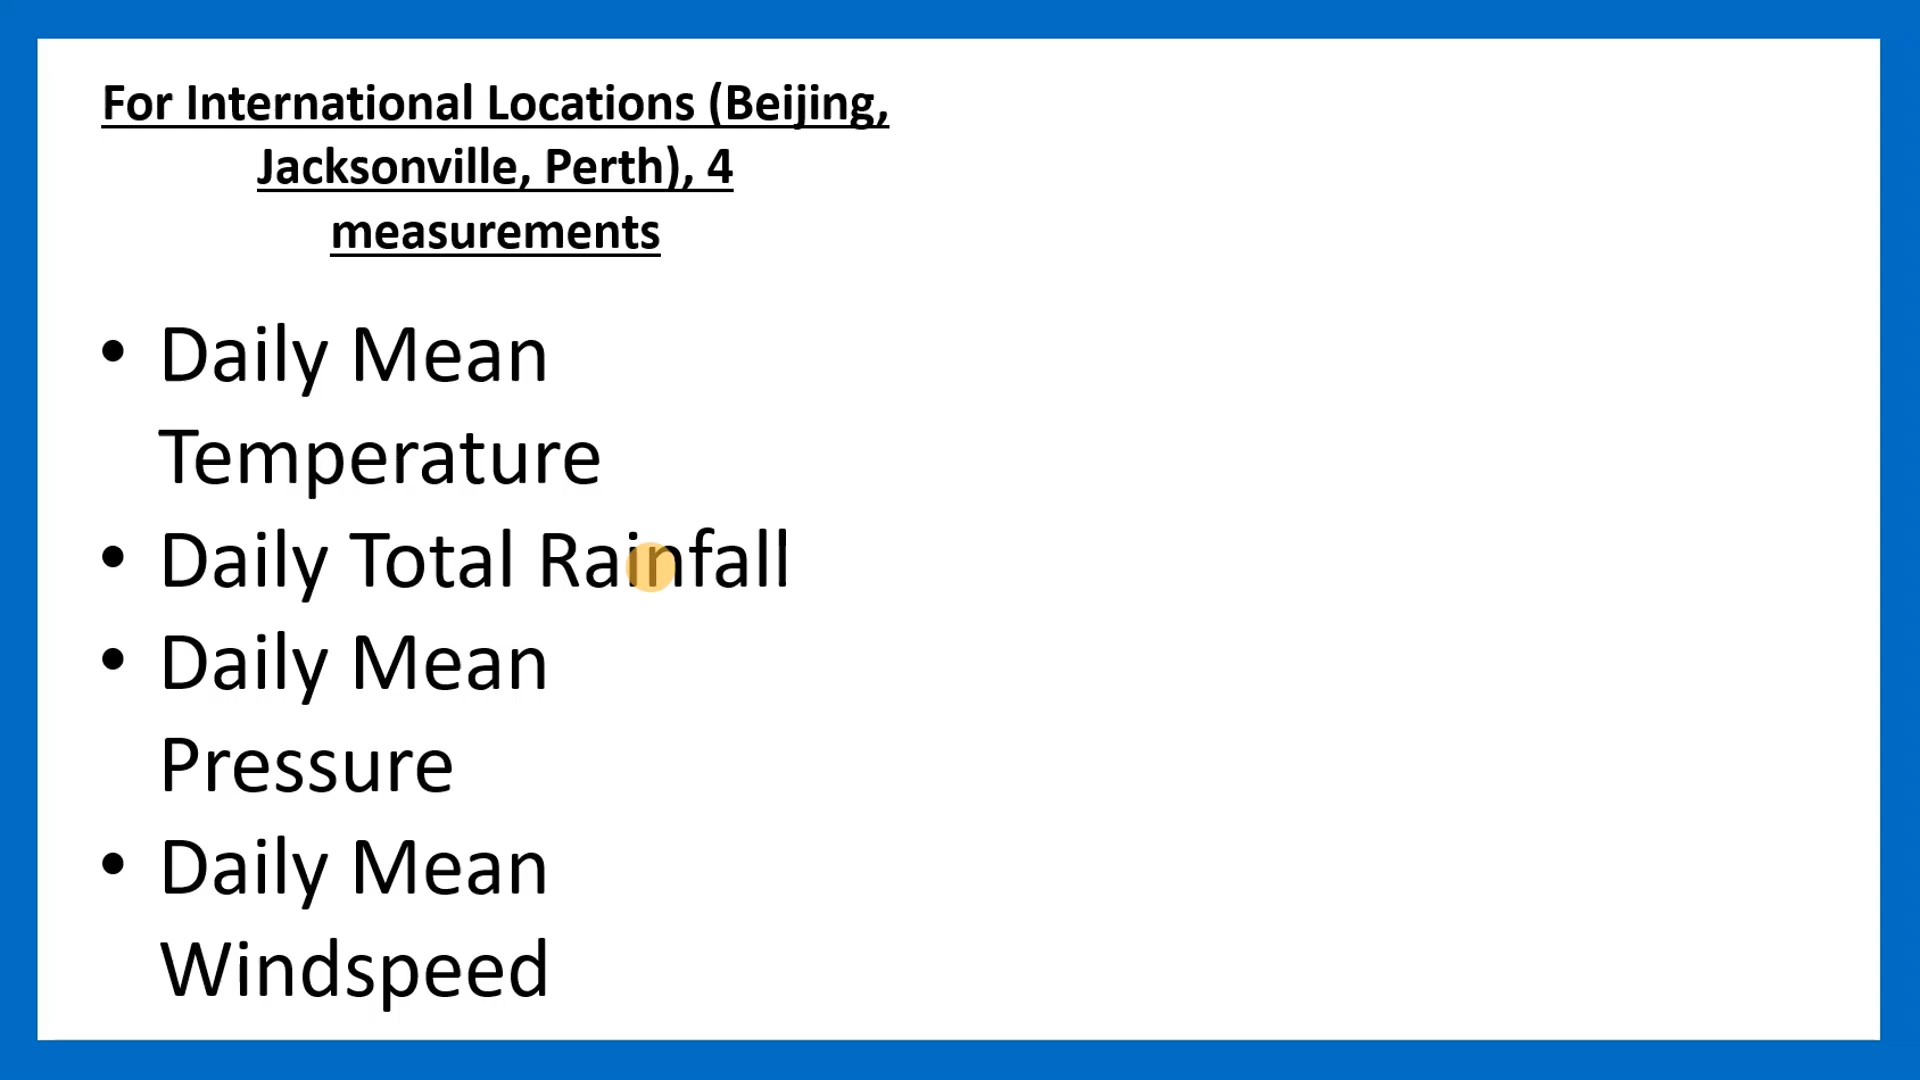 For International Locations (Beijing,
Jacksonville, Perth), 4
measurements
• Daily Mean
Temperature
• Daily Total Rainfall
• Daily Mean
Pressure
• Daily Mean
Windspeed